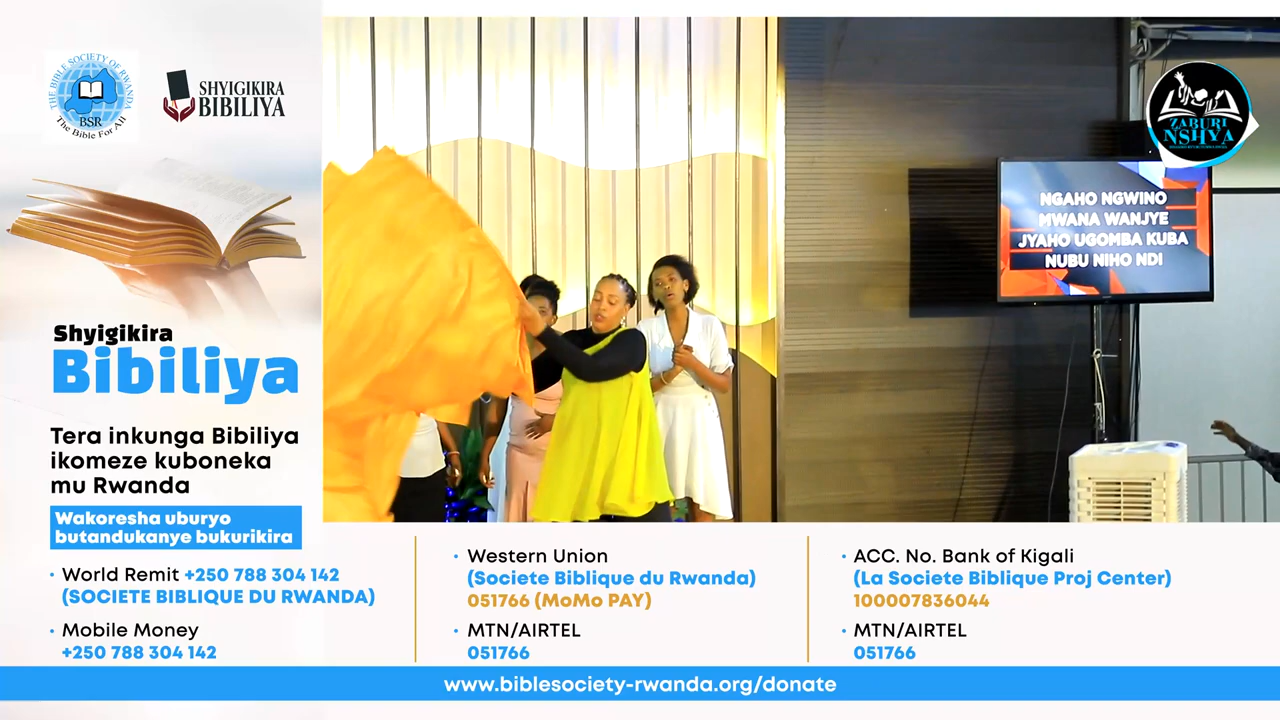 THE BIBLE SOCIETY OF RWANDA
BSR
The Bible For All
SHYIGIKIRA
BIBILIYA
Shyigikira
Bibiliya
Tera inkunga Bibiliya
ikomeze kuboneka
mu Rwanda
Wakoresha uburyo
butandukanye bukurikira
• World Remit +250 788 304 142
(SOCIETE BIBLIQUE DU RWANDA)
• Mobile Money
+250 788 304 142
• Western Union
(Societe Biblique du Rwanda)
051766 (MoMo PAY)
• MTN/AIRTEL
051766
• ACC. No. Bank of Kigali
(La Societe Biblique Proj Center)
100007836044
• MTN/AIRTEL
051766
www.biblesociety-rwanda.org/donate
ZABURI
NSHYA
NGAHO NGWINO
MWANA WANJYE
JYAHO UGOMBA KUBA
NUBU NIHO NDI